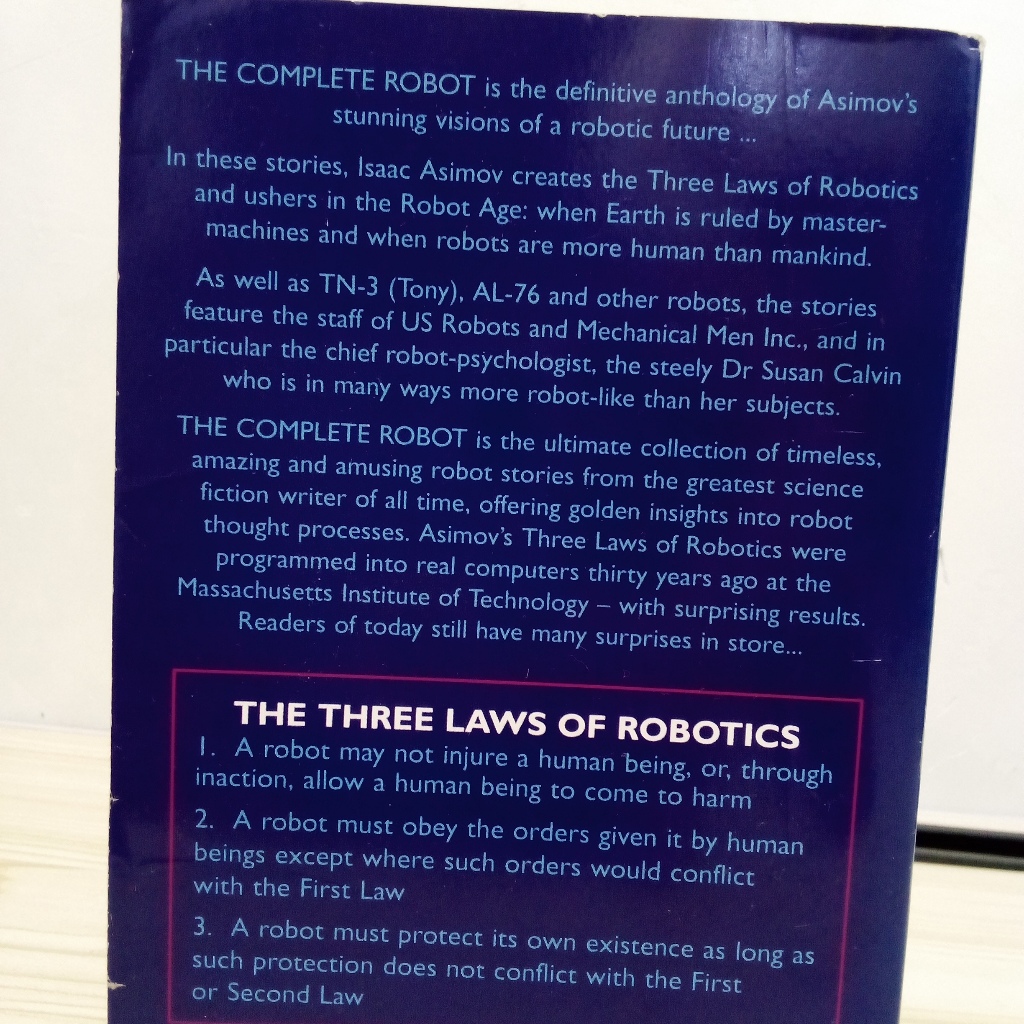 THE COMPLETE ROBOT is the definitive anthology of Asimov's
stunning visions of a robotic future ...
In these stories, Isaac Asimov creates the Three Laws of Robotics
and ushers in the Robot Age: when Earth is ruled by master-
machines and when robots are more human than mankind.
As well as TN-3 (Tony), AL-76 and other robots, the stories
feature the staff of US Robots and Mechanical Men Inc., and in
particular the chief robot-psychologist, the steely Dr Susan Calvin
who is in many ways more robot-like than her subjects.
THE COMPLETE ROBOT is the ultimate collection of timeless,
amazing and amusing robot stories from the greatest science
fiction writer of all time, offering golden insights into robot
thought processes. Asimov's Three Laws of Robotics were
programmed into real computers thirty years ago at the
Massachusetts Institute of Technology – with surprising results.
Readers of today still have many surprises in store...
THE THREE LAWS OF ROBOTICS
1. A robot may not injure a human being, or, through
inaction, allow a human being to come to harm
2. A robot must obey the orders given it by human
beings except where such orders would conflict
with the First Law
3. A robot must protect its own existence as long as
such protection does not conflict with the First
or Second Law